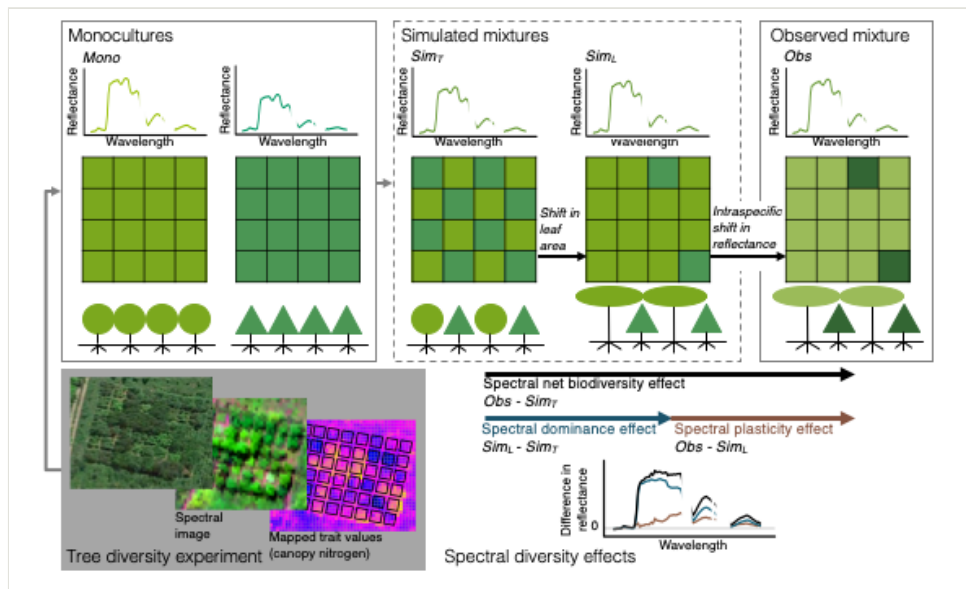 Monocultures
Mono
Reflectance
Wavelength
Reflectance
Wavelength
Simulated mixtures
SimT
Reflectance
Wavelength
SimL
Reflectance
Wavelength
Shift in
leaf
area
Intraspecific
shift in
reflectance
Observed mixture
Obs
Reflectance
Wavelength
Spectral
image
Mapped trait values
(canopy nitrogen)
Tree diversity experiment
Spectral net biodiversity effect
Obs - SimT
Spectral dominance effect
SimL - SimT
Spectral plasticity effect
Obs - SimL
Difference in
reflectance
0
Wavelength
Spectral diversity effects